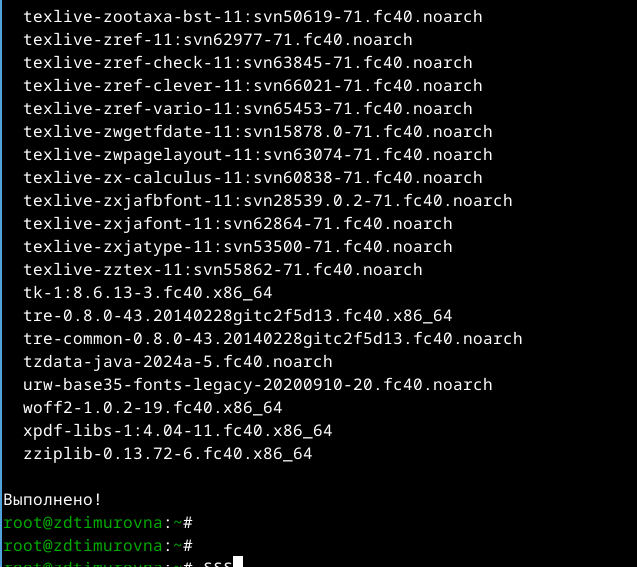 texlive-zootaxa-bst-11:svn50619-71.fc40.noarch
texlive-zref-11:svn62977-71.fc40.noarch
texlive-zref-check-11:svn63845-71.fc40.noarch
texlive-zref-clever-11:svn66021-71.fc40.noarch
texlive-zref-vario-11:svn65453-71.fc40.noarch
texlive-zwgetfdate-11:svn15878.0-71.fc40.noarch
texlive-zwpagelayout-11:svn63074-71.fc40.noarch
texlive-zx-calculus-11:svn60838-71.fc40.noarch
texlive-zxjafbfont-11:svn28539.0.2-71.fc40.noarch
texlive-zxjafont-11:svn62864-71.fc40.noarch
texlive-zxjatype-11:svn53500-71.fc40.noarch
texlive-zztex-11:svn55862-71.fc40.noarch
tk-1:8.6.13-3.fc40.x86_64
tre-0.8.0-43.20140228gitc2f5d13.fc40.x86_64
tre-common-0.8.0-43.20140228gitc2f5d13.fc40.noarch
tzdata-java-2024a-5.fc40.noarch
urw-base35-fonts-legacy-20200910-20.fc40.noarch
woff2-1.0.2-19.fc40.x86_64
xpdf-libs-1:4.04-11.fc40.x86_64
zziplib-0.13.72-6.fc40.x86_64
Выполнено!
root@zdtimurovna:~#
root@zdtimurovna:~#
root@zdtimurovna:~#